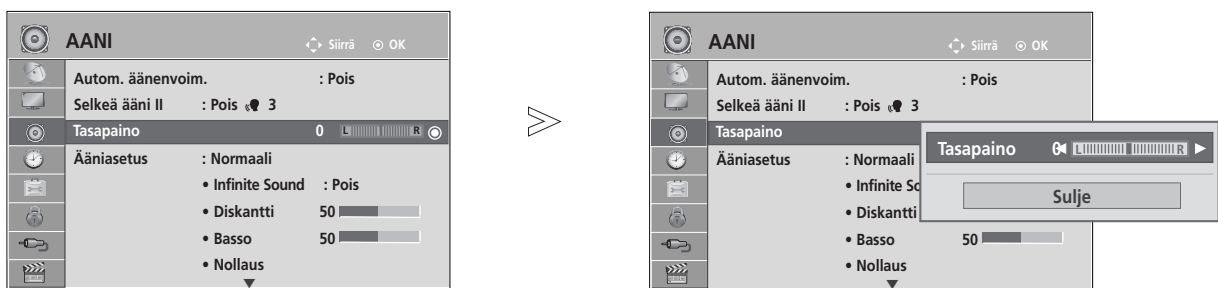 AANI Siirrä OK
Autom. äänenvoim. : Pois
Selkeä ääni II : Pois 3
Tasapaino 0 L R
Ääniasetus : Normaali
• Infinite Sound : Pois
• Diskantti 50
• Basso 50
• Nollaus
AANI Siirrä OK
Autom. äänenvoim. : Pois
Selkeä ääni II : Pois 3
Tasapaino
Ääniasetus : Normaali
• Infinite So
• Diskantti
• Basso 50
• Nollaus
Tasapaino 0 L R
Sulje